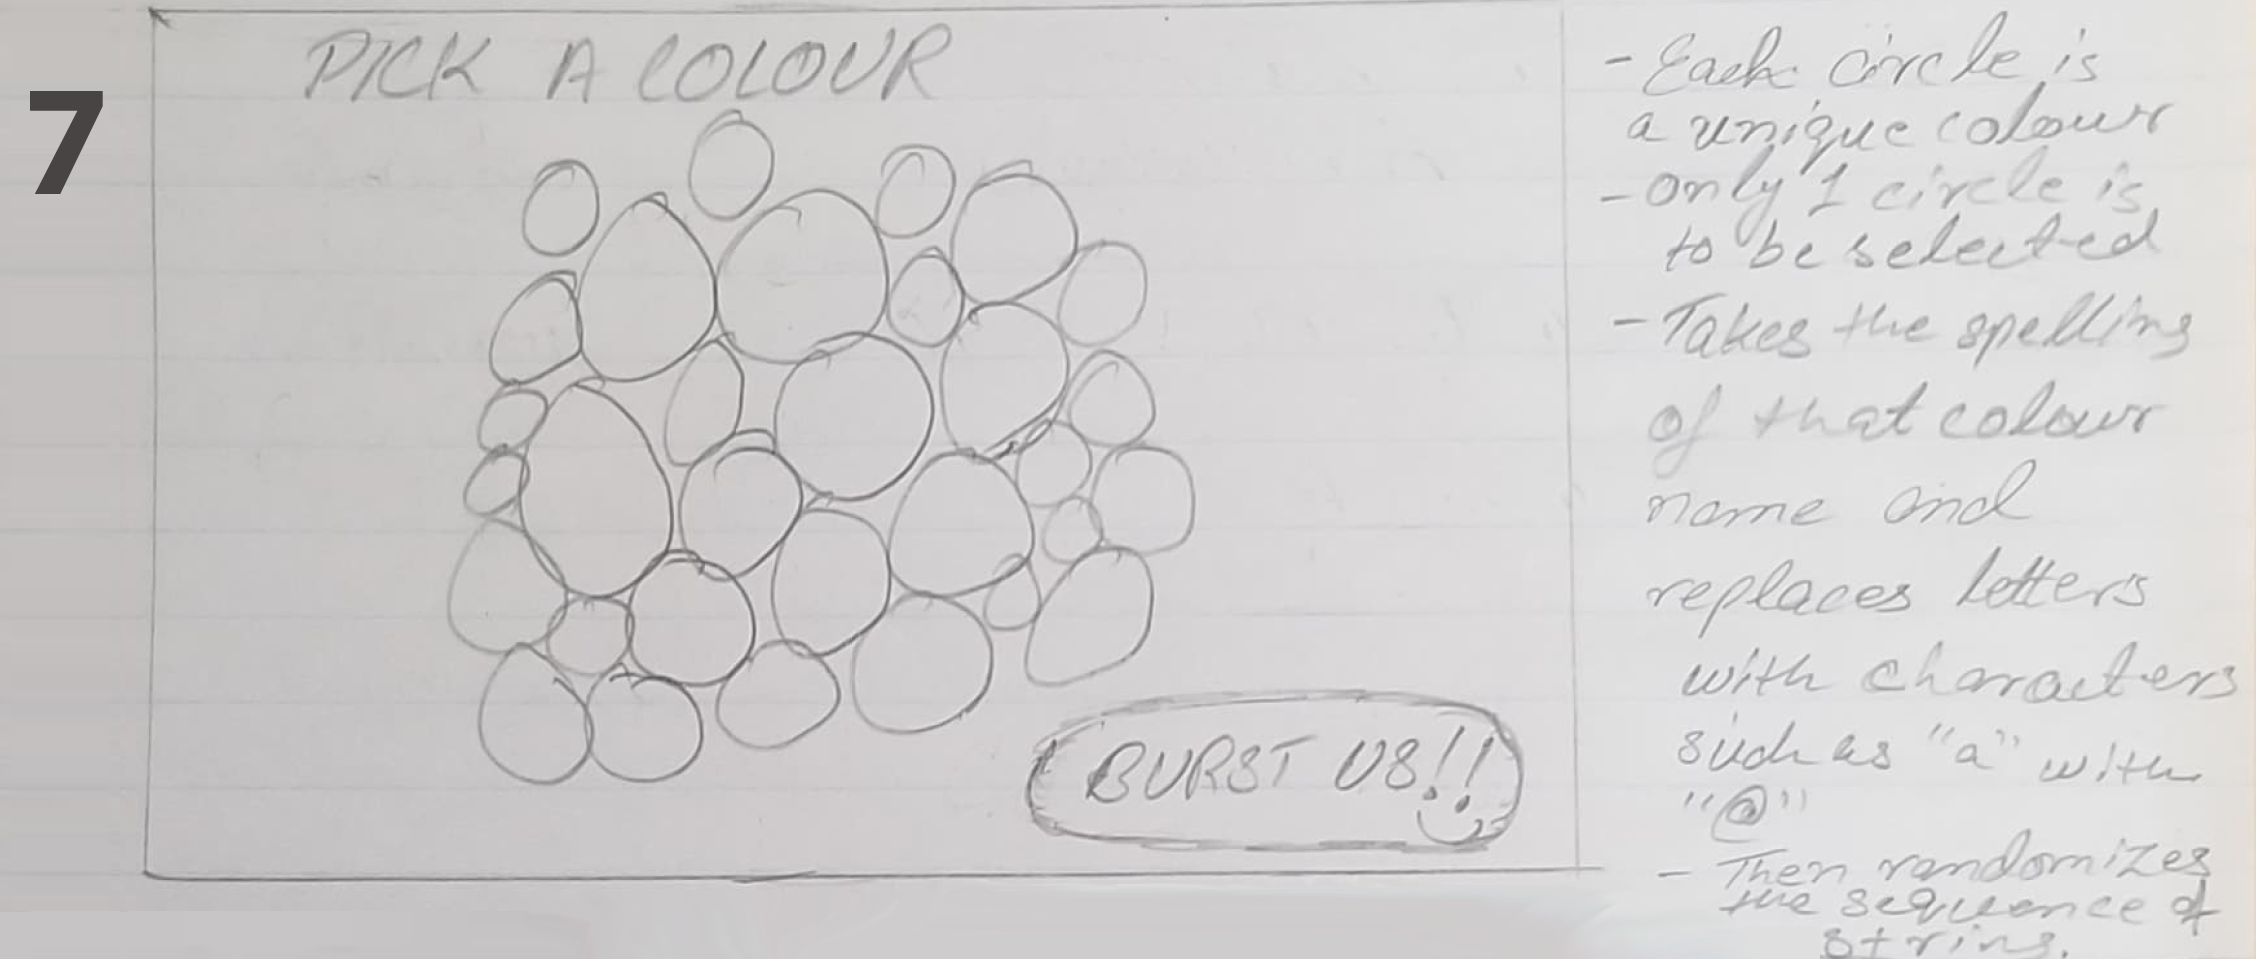 7
PICK A COLOUR
BURST US!!
- Each circle is
a unique colour
- Only 1 circle is
to be selected
- Takes the spelling
of that colour
name and
replaces letters
with characters
such as "a" with
"@"
- Then randomizes
the sequence of
string.